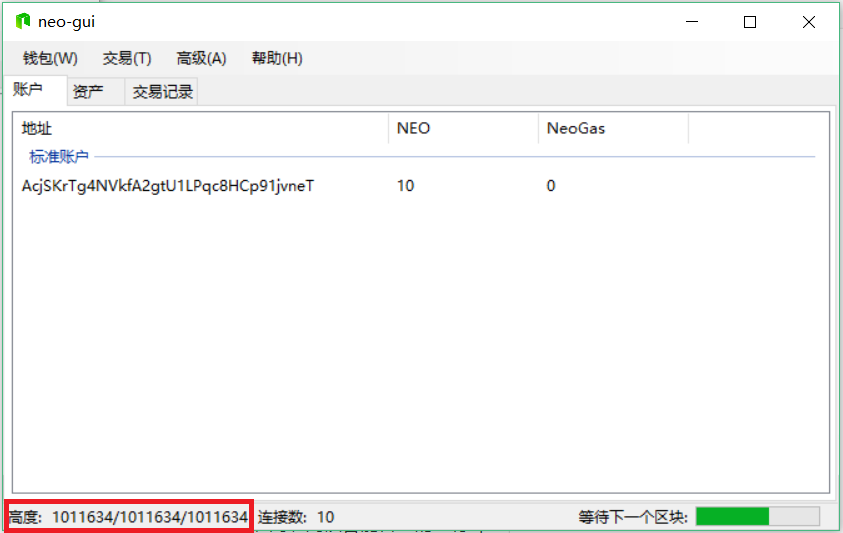 neo-gui
钱包(W) 交易(T) 高级(A) 帮助(H)
账户 资产 交易记录
地址 NEO NeoGas
标准账户
AcjSKrTg4NVkfA2gtU1LPqc8HCp91jvneT 10 0
高度: 1011634/1011634/1011634 连接数: 10 等待下一个区块: